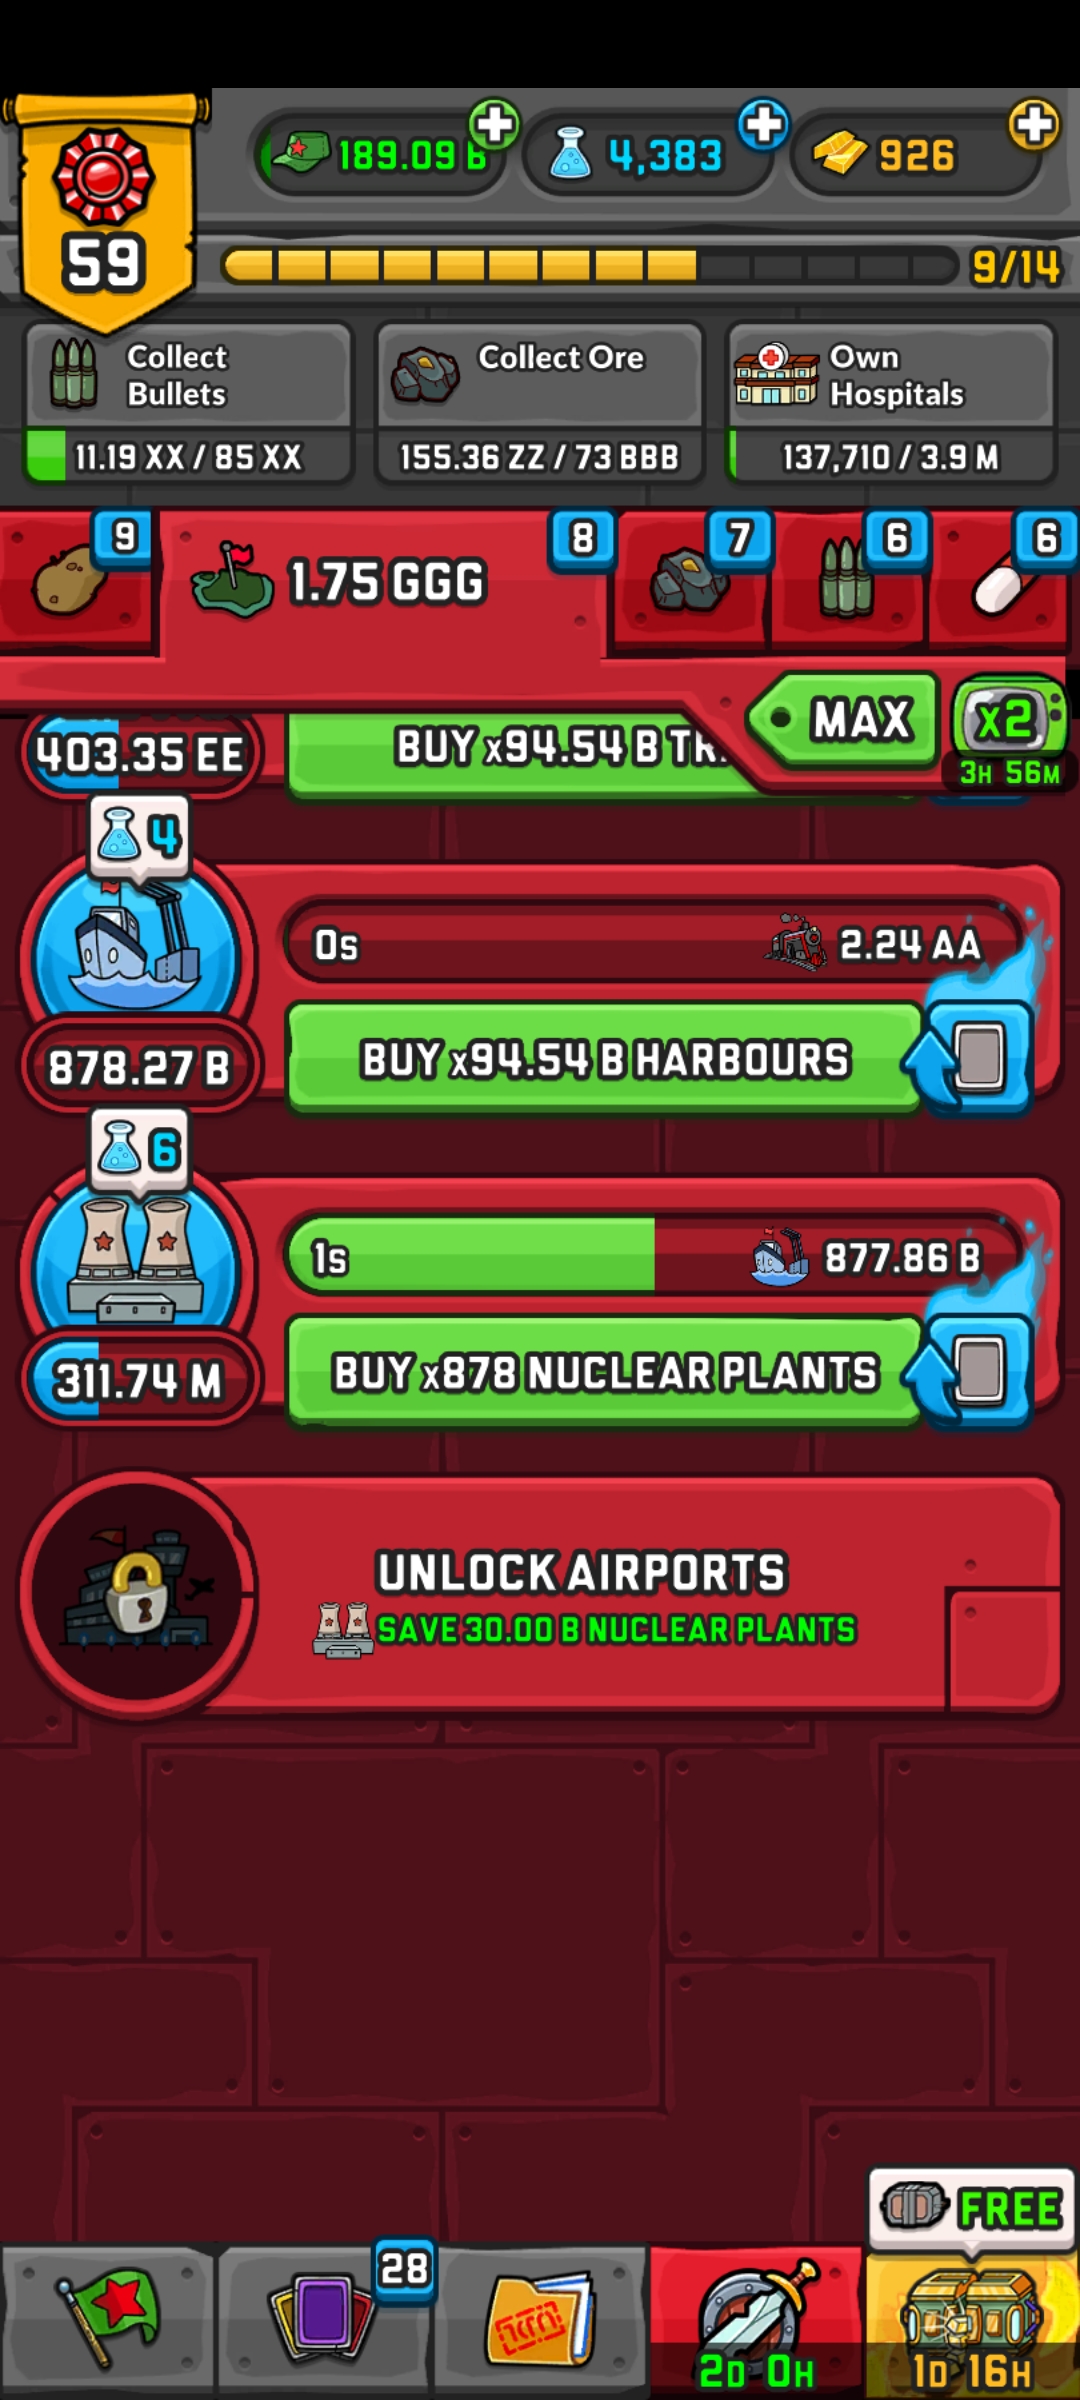 189.09 B
4,383
926
59
9/14
Collect
Bullets
11.19 XX / 85 XX
Collect Ore
155.36 ZZ / 73 BBB
Own
Hospitals
137,710 / 3.9 M
9
1.75 GGG
8
7
6
6
MAX
x2
3H 56M
403.35 EE
BUY x94.54 B TR.
4
0s
2.24 AA
878.27 B
BUY x94.54 B HARBOURS
6
1s
877.86 B
311.74 M
BUY x878 NUCLEAR PLANTS
UNLOCK AIRPORTS
SAVE 30.00 B NUCLEAR PLANTS
FREE
28
2D 0H
1D 16H